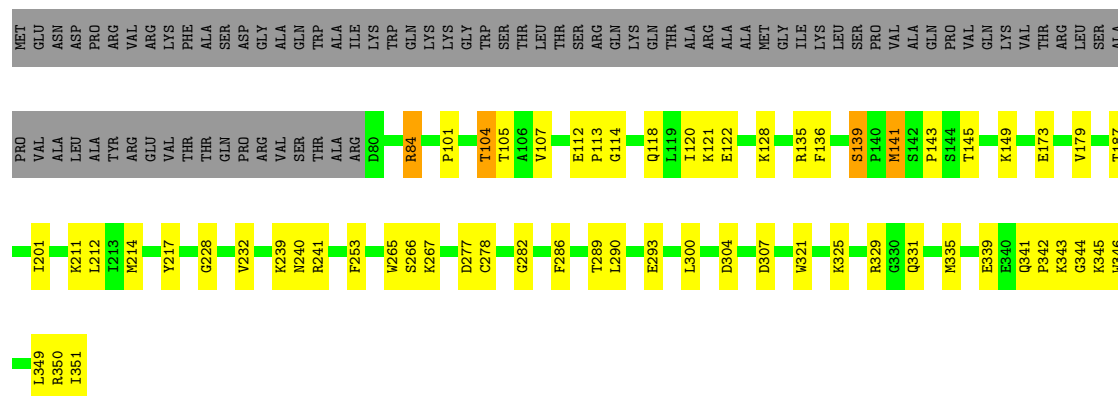 MET GLU ASN ASP PRO ARG VAL ARG LYS PHE ALA SER ASP GLY ALA GLN TRP ALA ILE LYS TRP GLN LYS LYS GLY TRP SER THR LEU THR SER ARG GLN LYS GLN THR ALA ARG ALA ALA MET GLY ILE LYS LEU SER PRO VAL ALA GLN PRO VAL GLN LYS VAL THR ARG LEU SER ALA
PRO VAL ALA LEU ALA TYR ARG GLU VAL THR THR GLN PRO ARG VAL SER THR ALA ARG D80 R84 P101 T104 T105 A106 V107 E112 P113 G114 Q118 L119 I120 K121 E122 K128 R135 F136 S139 P140 M141 S142 P143 S144 T145 K149 E173 V179 T187
I201 K211 L212 I213 M214 Y217 G228 V232 K239 N240 R241 F253 W265 S266 K267 D277 C278 G282 F286 T289 L290 E293 L300 D304 D307 W321 K325 R329 G330 Q331 M335 E339 E340 Q341 P342 K343 G344 K345 W346
L349 R350 I351